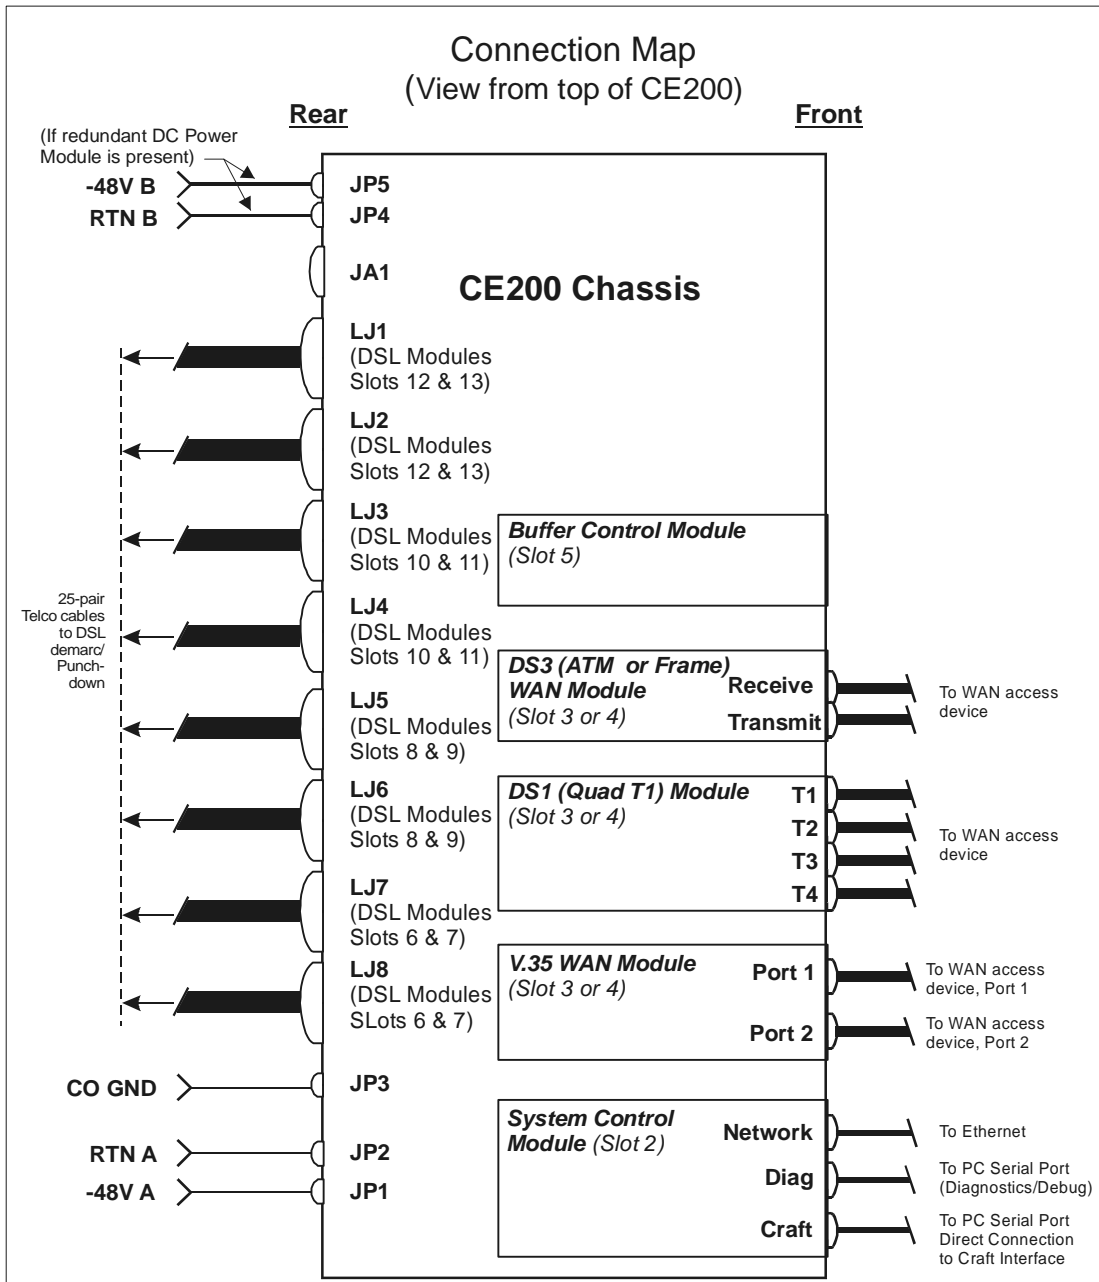 Connection Map
(View from top of CE200)
Rear
Front
(If redundant DC Power
Module is present)
-48V B
RTN B
JP5
JP4
JA1
CE200 Chassis
LJ1
(DSL Modules
Slots 12 & 13)
LJ2
(DSL Modules
Slots 12 & 13)
LJ3
(DSL Modules
Slots 10 & 11)
LJ4
(DSL Modules
Slots 10 & 11)
LJ5
(DSL Modules
Slots 8 & 9)
LJ6
(DSL Modules
Slots 8 & 9)
LJ7
(DSL Modules
Slots 6 & 7)
LJ8
(DSL Modules
SLots 6 & 7)
25-pair
Telco cables
to DSL
demarc/
Punch-
down
CO GND
JP3
RTN A
JP2
-48V A
JP1
Buffer Control Module
(Slot 5)
DS3 (ATM or Frame)
WAN Module
(Slot 3 or 4)
Receive
Transmit
To WAN access
device
DS1 (Quad T1) Module
(Slot 3 or 4)
T1
T2
T3
T4
To WAN access
device
V.35 WAN Module
(Slot 3 or 4)
Port 1
Port 2
To WAN access
device, Port 1
To WAN access
device, Port 2
System Control
Module (Slot 2)
Network
Diag
Craft
To Ethernet
To PC Serial Port
(Diagnostics/Debug)
To PC Serial Port
Direct Connection
to Craft Interface